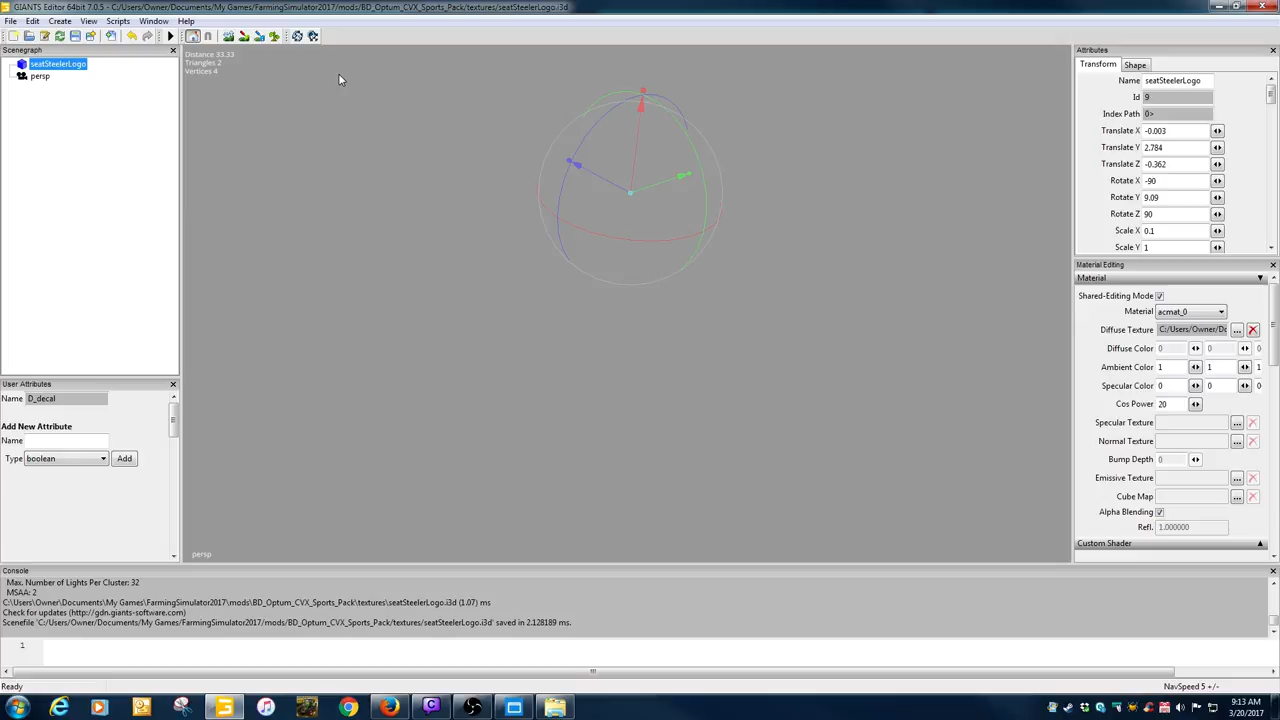 GIANTS Editor 64bit 7.0.5 - C:/Users/Owner/Documents/My Games/FarmingSimulator2017/mods/BD_Optum_CVX_Sports_Pack/textures/seatSteelerLogo.i3d
File Edit Create View Scripts Window Help
Scenegraph
seatSteelerLogo
persp
Distance 33.33
Triangles 2
Vertices 4
persp
Attributes
Transform Shape
Name seatSteelerLogo
Id 9
Index Path 0>
Translate X -0.003
Translate Y 2.784
Translate Z -0.362
Rotate X -90
Rotate Y 9.09
Rotate Z 90
Scale X 0.1
Scale Y 1
Material Editing
Material
Shared-Editing Mode
Material acmat_0
Diffuse Texture C:/Users/Owner/Dc
Diffuse Color 0 0 0
Ambient Color 1 1 1
Specular Color 0 0 0
Cos Power 20
Specular Texture ...
Normal Texture ...
Bump Depth 0
Emissive Texture ...
Cube Map ...
Alpha Blending
Refl. 1.000000
Custom Shader
User Attributes
Name D_decal
Add New Attribute
Name
Type boolean Add
Console
Max. Number of Lights Per Cluster: 32
MSAA: 2
C:\Users\Owner\Documents\My Games\FarmingSimulator2017\mods\BD_Optum_CVX_Sports_Pack\textures\seatSteelerLogo.i3d (1.07) ms
Check for updates (http://gdn.giants-software.com)
Scenefile 'C:/Users/Owner/Documents/My Games/FarmingSimulator2017/mods/BD_Optum_CVX_Sports_Pack/textures/seatSteelerLogo.i3d' saved in 2.128189 ms.
1
Ready
NavSpeed 5 +/-
9:13 AM
3/20/2017